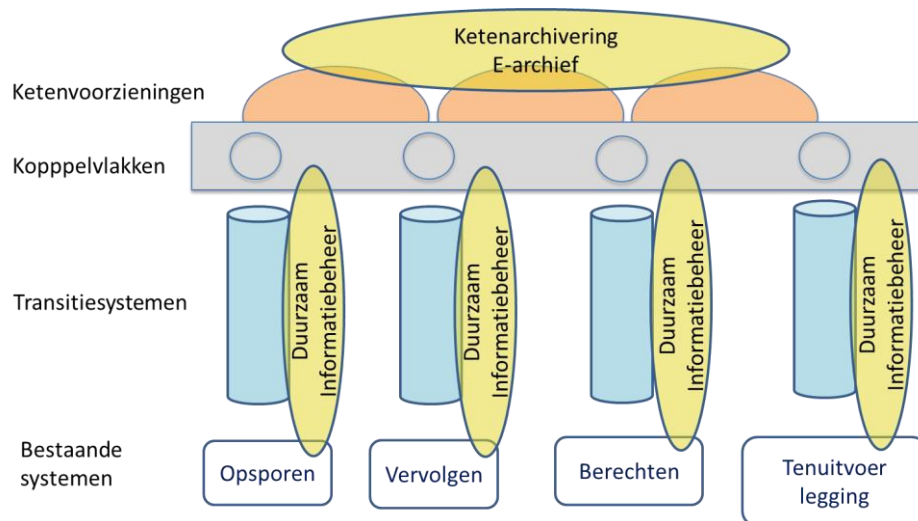 Ketenarchivering
E-archief
Ketenvoorzieningen
Kopppelvlakken
Transitiesystemen
Duurzaam
Informatiebeheer
Duurzaam
Informatiebeheer
Duurzaam
Informatiebeheer
Duurzaam
Informatiebeheer
Bestaande
systemen
Opsporen
Vervolgen
Berechten
Tenuitvoer
legging